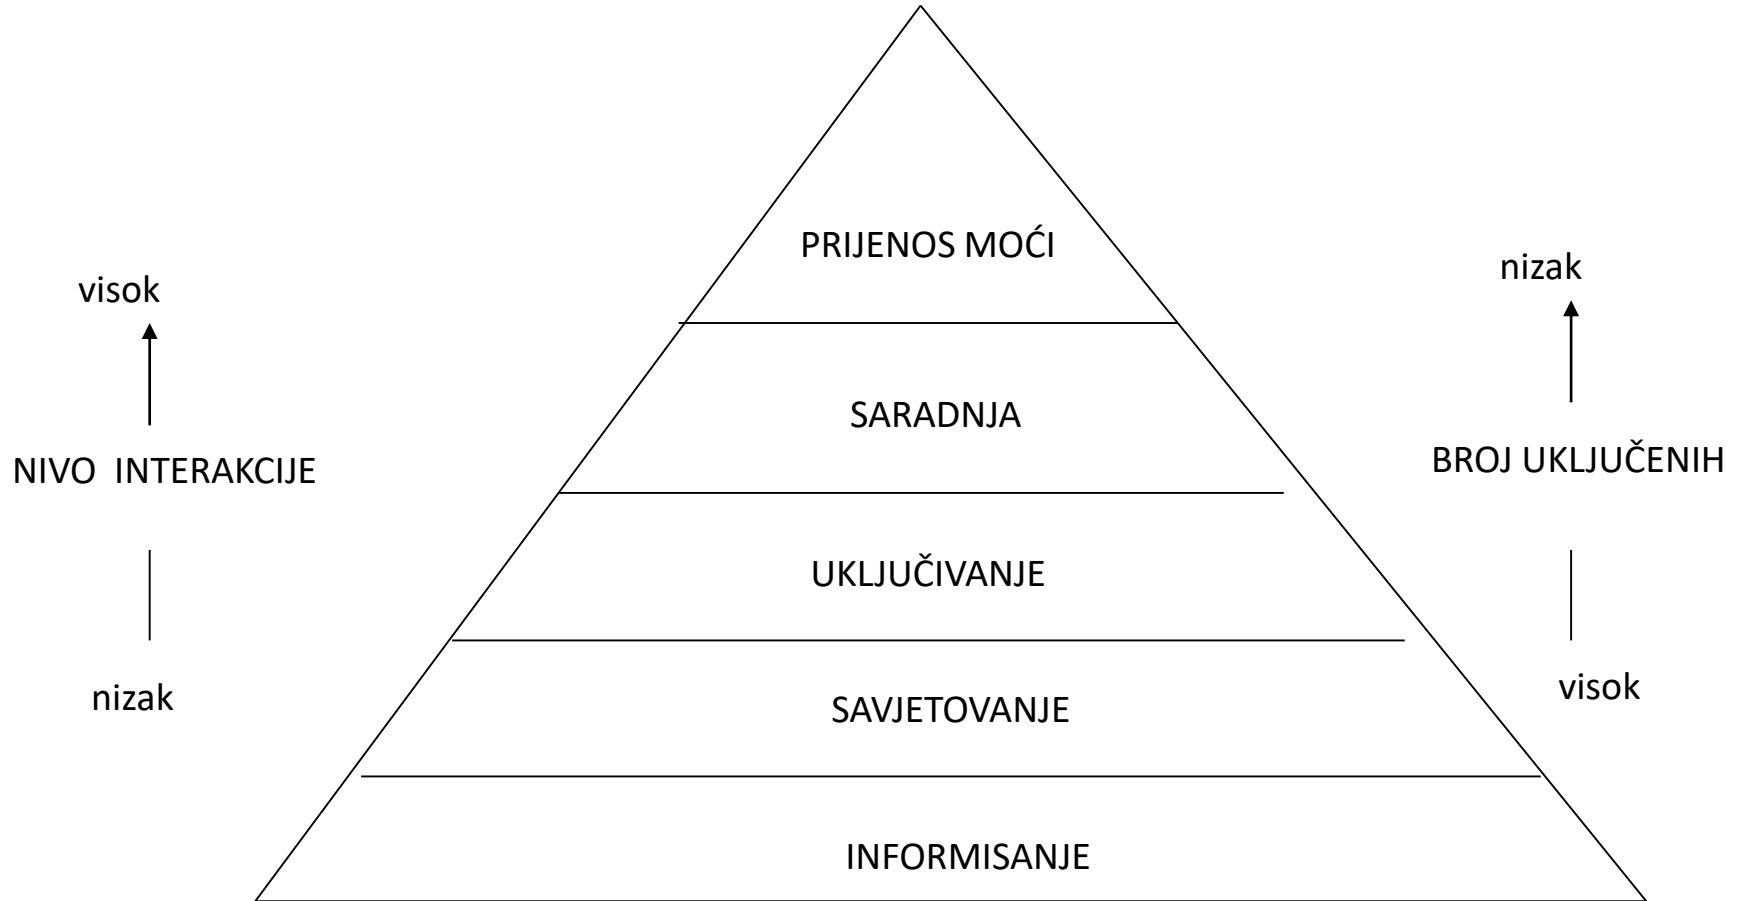 PRIJENOS MOĆI
visok
nizak
SARADNJA
NIVO INTERAKCIJE
BROJ UKLJUČENIH
UKLJUČIVANJE
nizak
visok
SAVJETOVANJE
INFORMISANJE